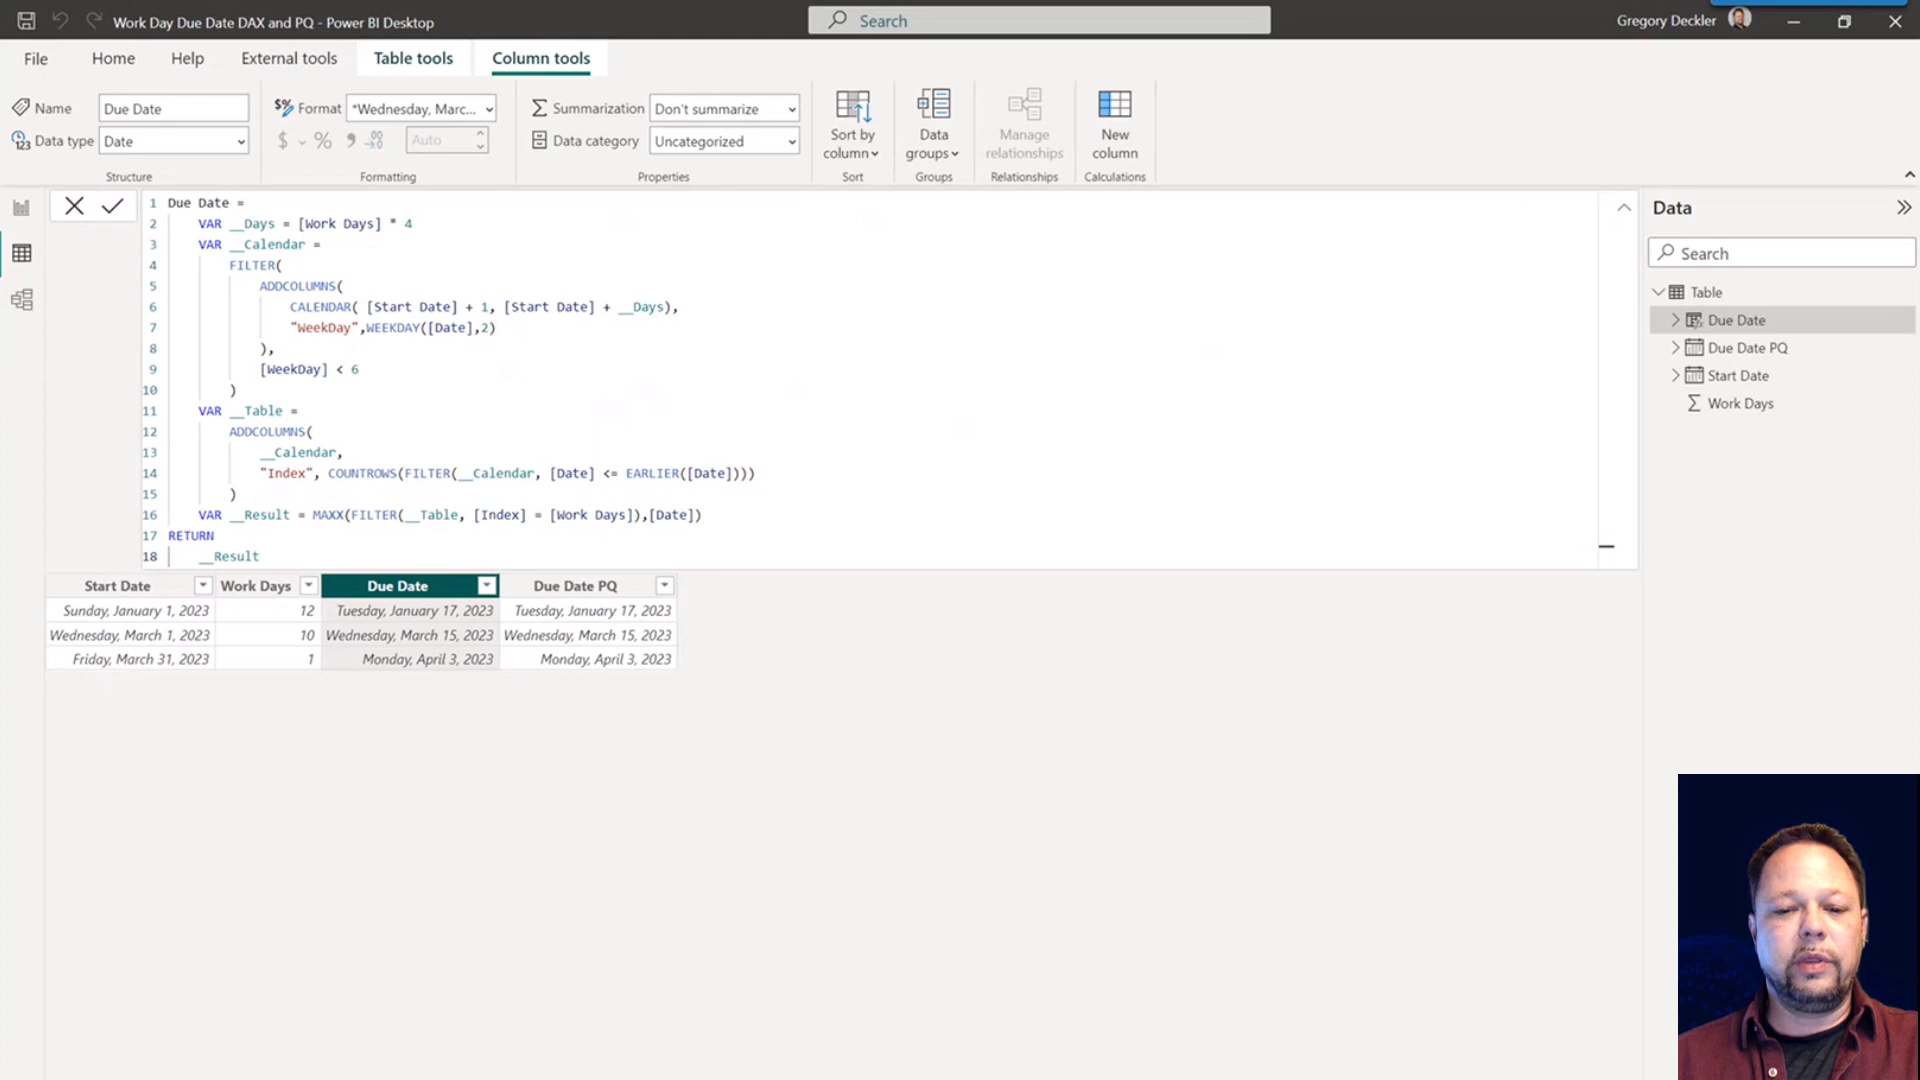 Work Day Due Date DAX and PQ - Power BI Desktop
Search
Gregory Deckler
File Home Help External tools Table tools Column tools
Name Due Date
Format *Wednesday, Marc...
Summarization Don't summarize
Data type Date
$ % Auto
Data category Uncategorized
Sort by column
Data groups
Manage relationships
New column
Structure Formatting Properties Sort Groups Relationships Calculations
1 Due Date =
2 VAR __Days = [Work Days] * 4
3 VAR __Calendar =
4 FILTER(
5 ADDCOLUMNS(
6 CALENDAR( [Start Date] + 1, [Start Date] + __Days),
7 "WeekDay",WEEKDAY([Date],2)
8 ),
9 [WeekDay] < 6
10 )
11 VAR __Table =
12 ADDCOLUMNS(
13 __Calendar,
14 "Index", COUNTROWS(FILTER(__Calendar, [Date] <= EARLIER([Date])))
15 )
16 VAR __Result = MAXX(FILTER(__Table, [Index] = [Work Days]),[Date])
17 RETURN
18 __Result
Start Date Work Days Due Date Due Date PQ
Sunday, January 1, 2023 12 Tuesday, January 17, 2023 Tuesday, January 17, 2023
Wednesday, March 1, 2023 10 Wednesday, March 15, 2023 Wednesday, March 15, 2023
Friday, March 31, 2023 1 Monday, April 3, 2023 Monday, April 3, 2023
Data
Search
Table
Due Date
Due Date PQ
Start Date
Work Days